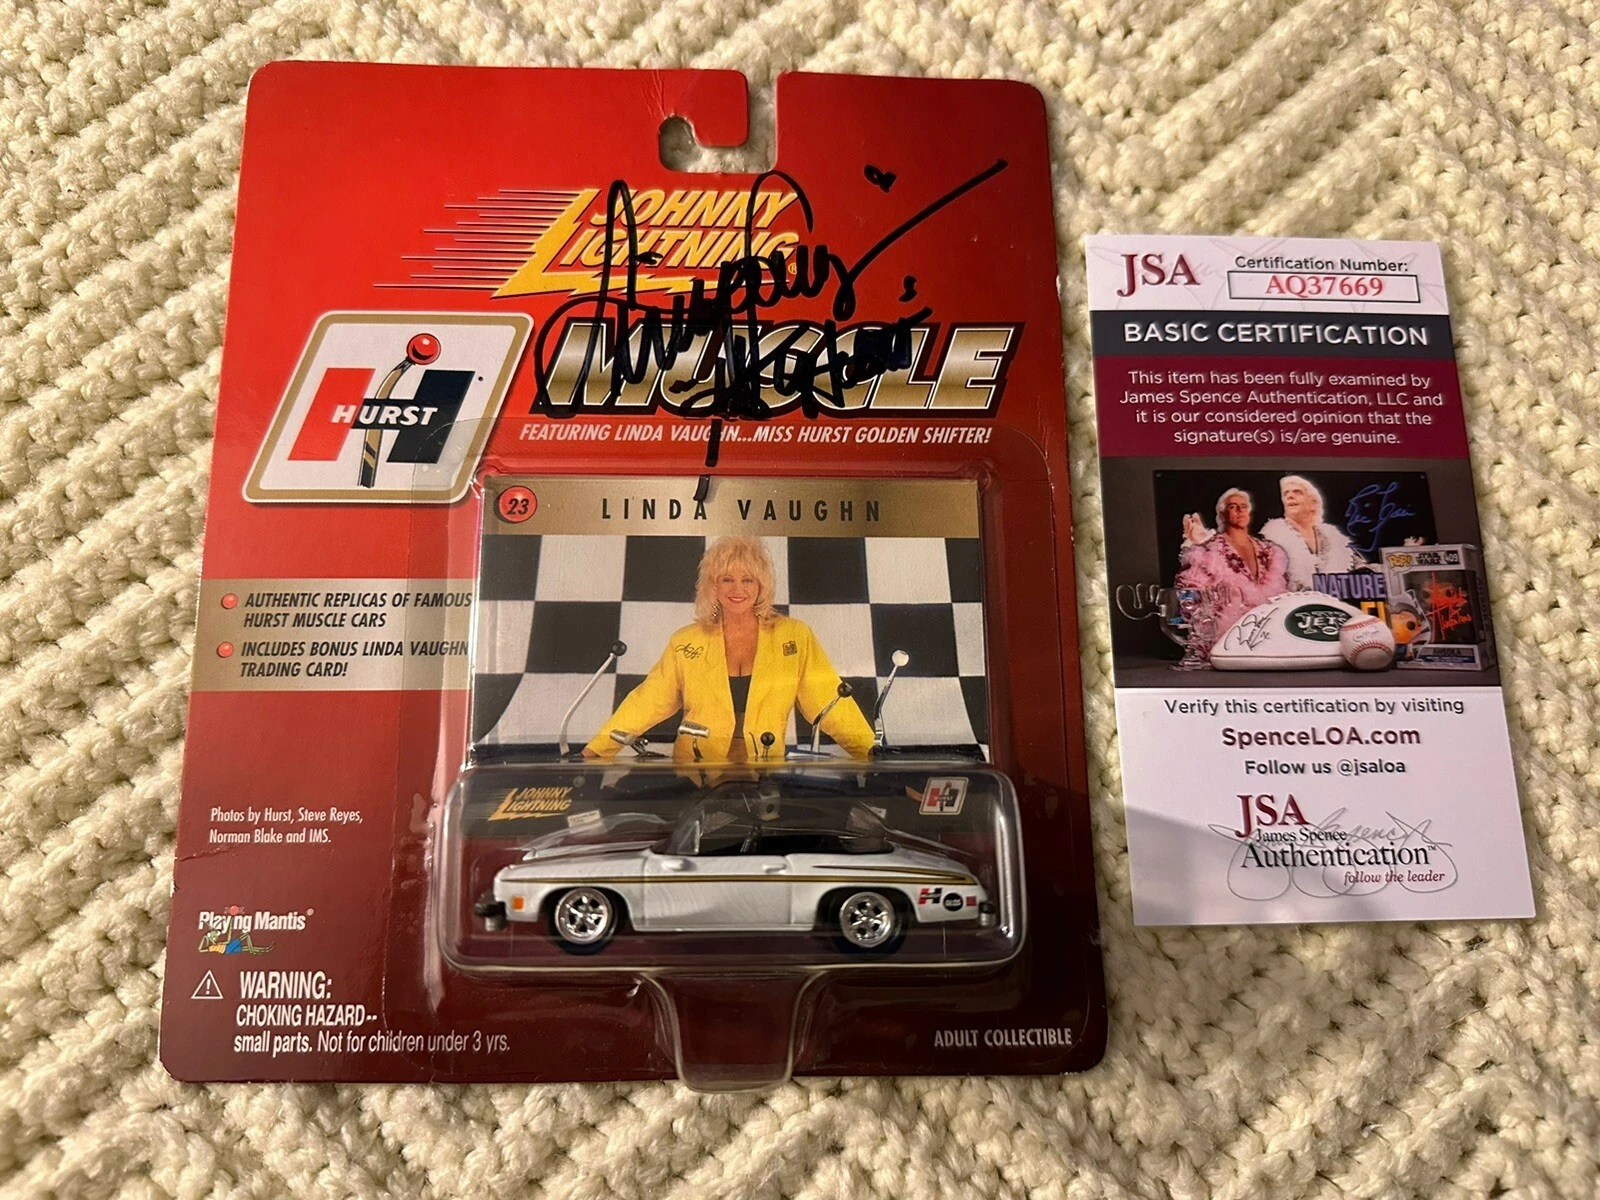 JOHNNY
LIGHTNING®
HURST
MUSCLE
FEATURING LINDA VAUGHN...MISS HURST GOLDEN SHIFTER!
23
LINDA VAUGHN
AUTHENTIC REPLICAS OF FAMOUS
HURST MUSCLE CARS
INCLUDES BONUS LINDA VAUGHN
TRADING CARD!
JOHNNY
LIGHTNING
HURST
Photos by Hurst, Steve Reyes,
Norman Blake and IMS.
Playing Mantis®
WARNING:
CHOKING HAZARD--
small parts. Not for children under 3 yrs.
ADULT COLLECTIBLE
JSA
Certification Number:
AQ37669
BASIC CERTIFICATION
This item has been fully examined by
James Spence Authentication, LLC and
it is our considered opinion that the
signature(s) is/are genuine.
NATURE
JETS
Verify this certification by visiting
SpenceLOA.com
Follow us @jsaloa
JSA
James Spence
Authentication™
follow the leader